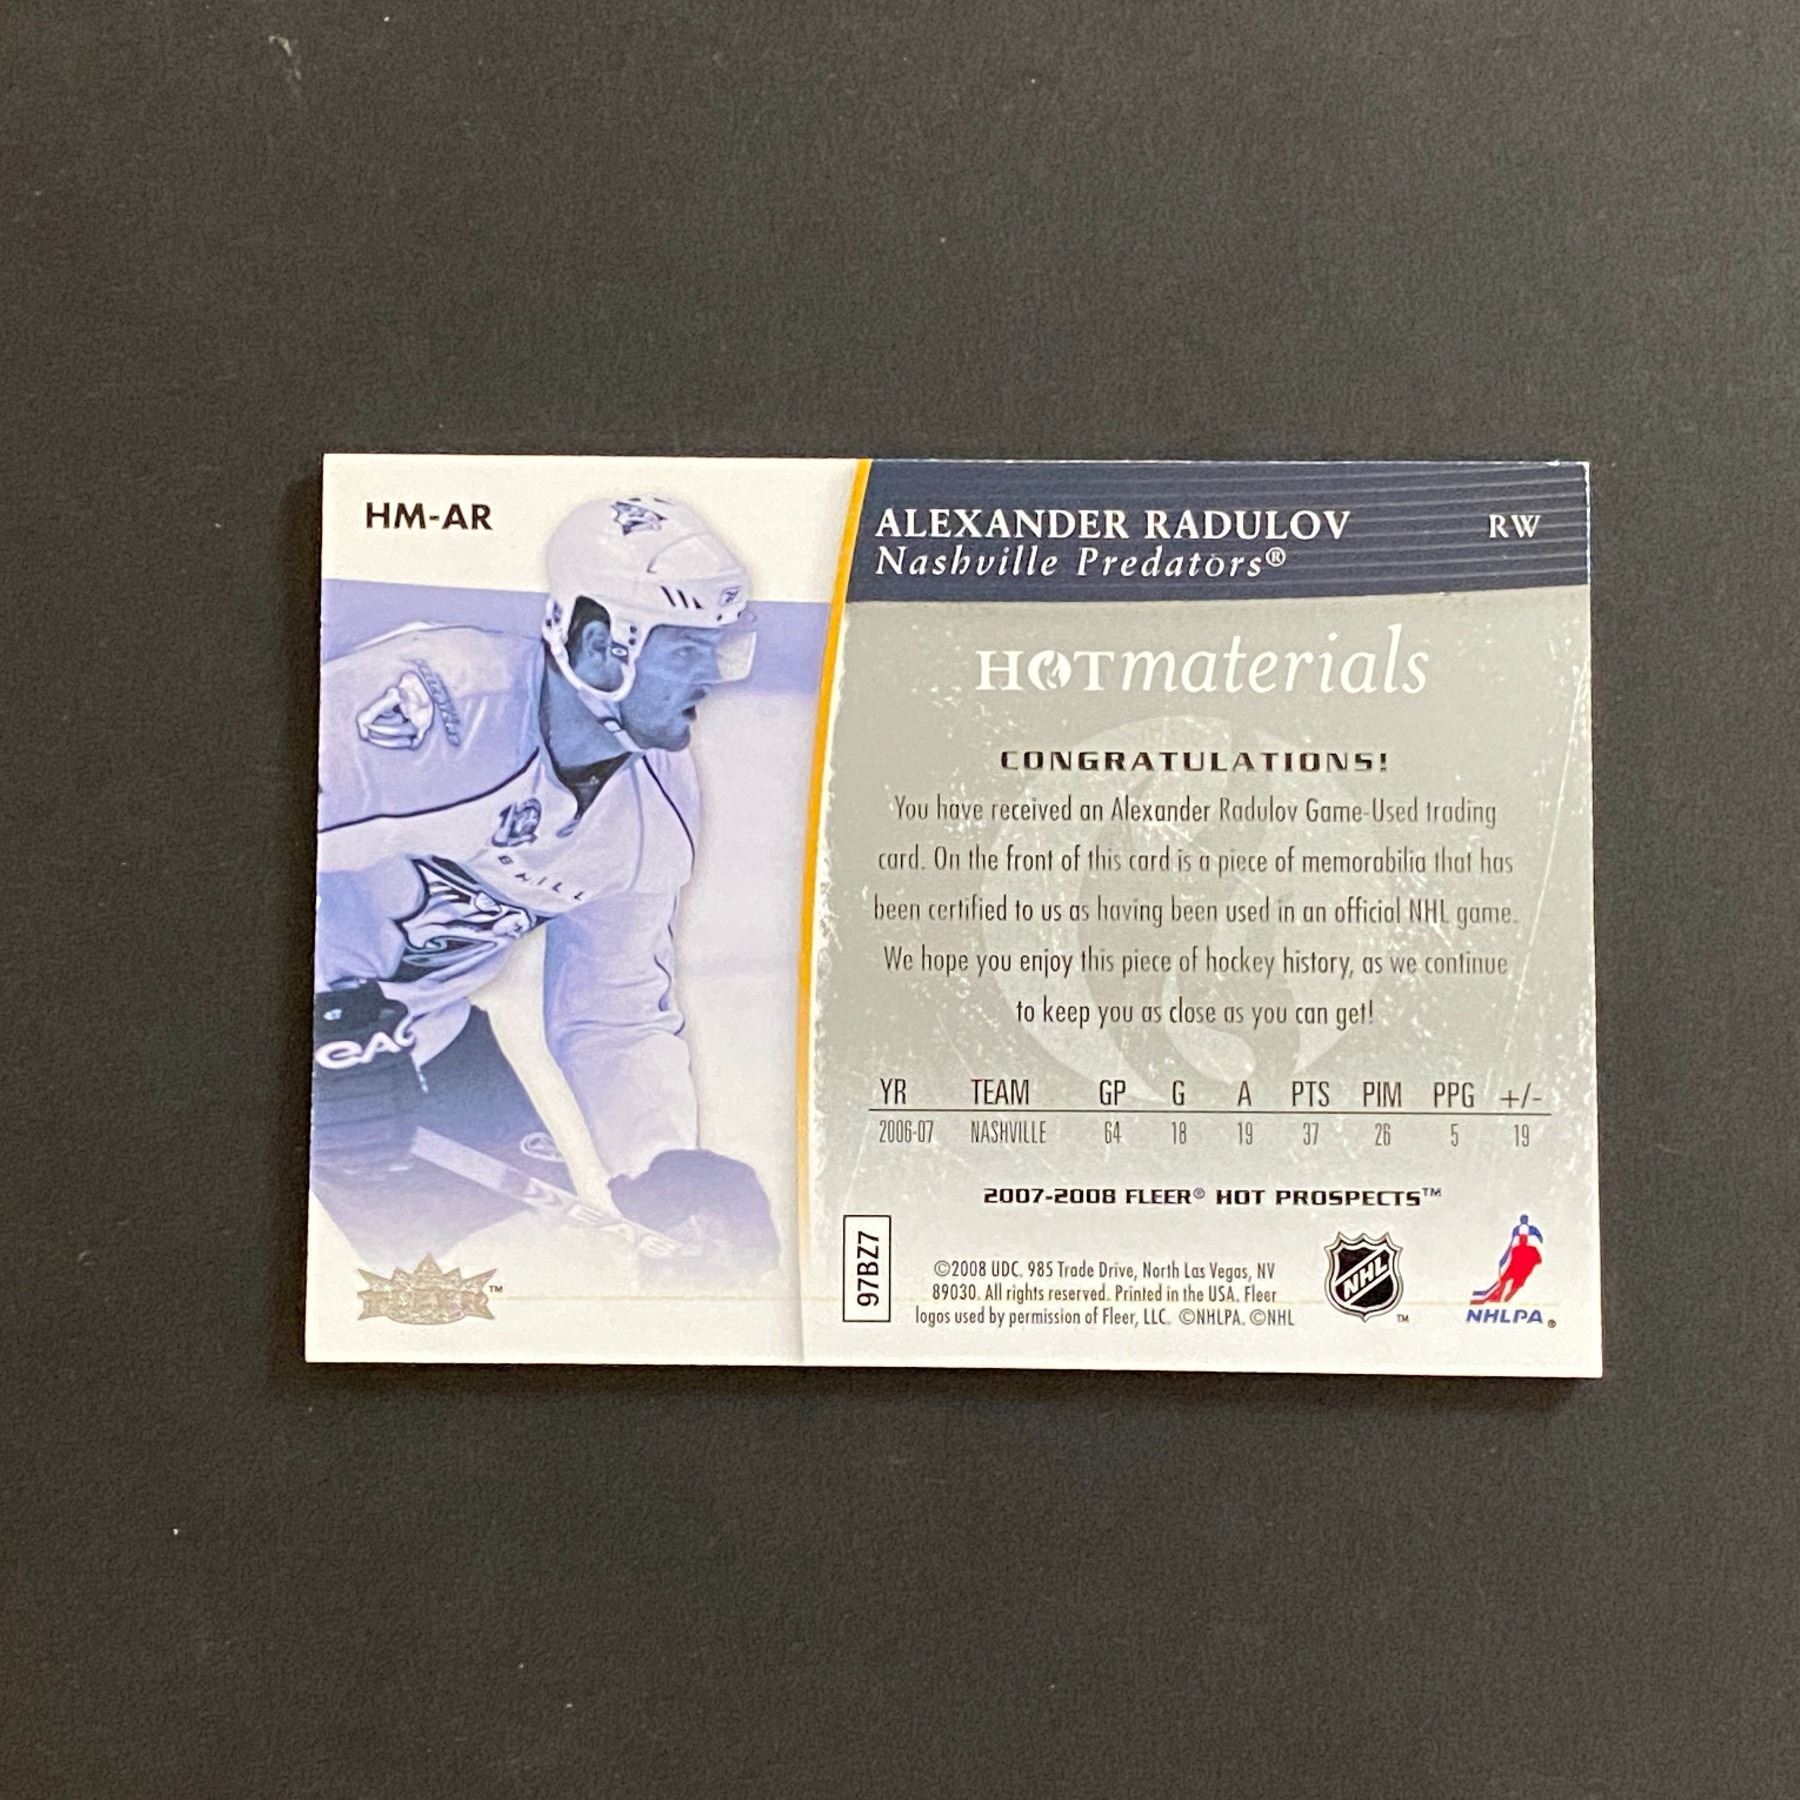 HM-AR
ALEXANDER RADULOV RW
Nashville Predators®
HOTmaterials
CONGRATULATIONS!
You have received an Alexander Radulov Game-Used trading
card. On the front of this card is a piece of memorabilia that has
been certified to us as having been used in an official NHL game.
We hope you enjoy this piece of hockey history, as we continue
to keep you as close as you can get!
YR TEAM GP G A PTS PIM PPG +/-
2006-07 NASHVILLE 64 18 19 37 26 5 19
2007-2008 FLEER® HOT PROSPECTS™
97BZ7
©2008 UDC. 985 Trade Drive, North Las Vegas, NV
89030. All rights reserved. Printed in the USA. Fleer
logos used by permission of Fleer, LLC. ©NHLPA. ©NHL
NHL ™
NHLPA ®
™